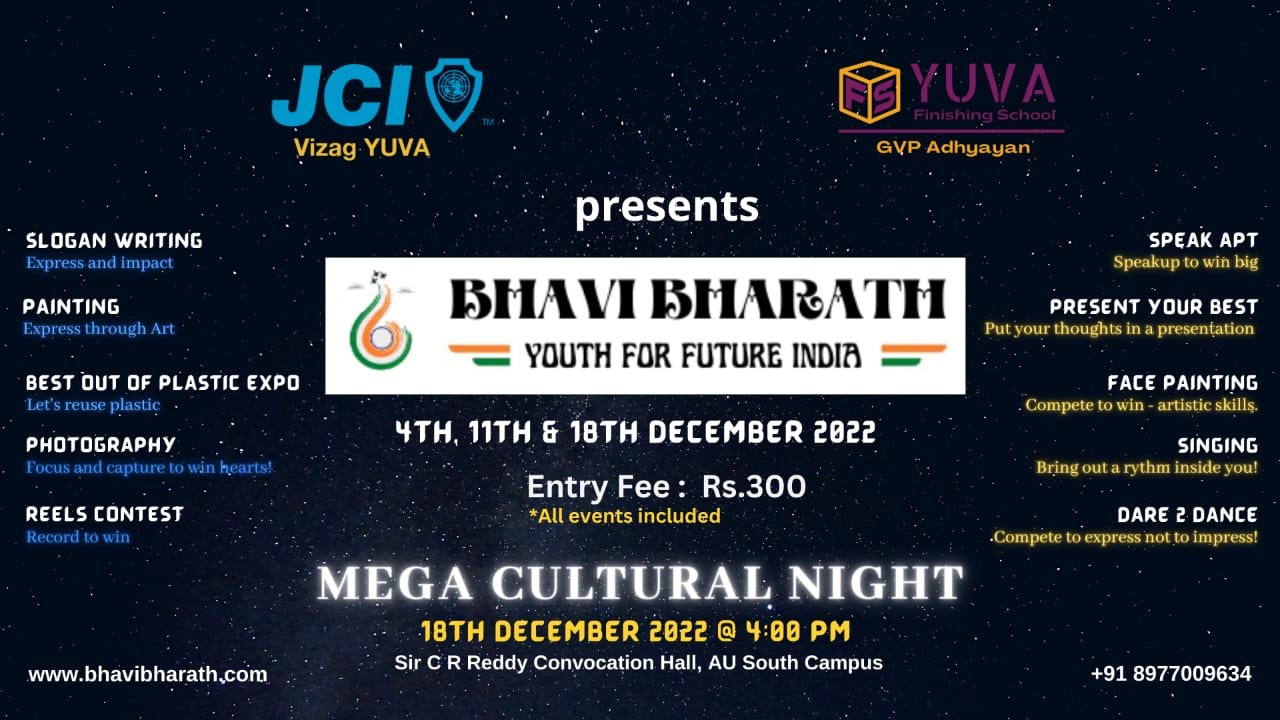 JCI
TM
Vizag YUVA
FS
YUVA
Finishing School
GVP Adhyayan
presents
BHAVI BHARATH
YOUTH FOR FUTURE INDIA
SLOGAN WRITING
Express and impact
PAINTING
Express through Art
BEST OUT OF PLASTIC EXPO
Let's reuse plastic
PHOTOGRAPHY
Focus and capture to win hearts!
REELS CONTEST
Record to win
SPEAK APT
Speakup to win big
PRESENT YOUR BEST
Put your thoughts in a presentation
FACE PAINTING
Compete to win - artistic skills.
SINGING
Bring out a rythm inside you!
DARE 2 DANCE
.Compete to express not to impress!
4TH, 11TH & 18TH DECEMBER 2022
Entry Fee : Rs.300
*All events included
MEGA CULTURAL NIGHT
18TH DECEMBER 2022 @ 4:00 PM
Sir C R Reddy Convocation Hall, AU South Campus
www.bhavibharath.com
+91 8977009634